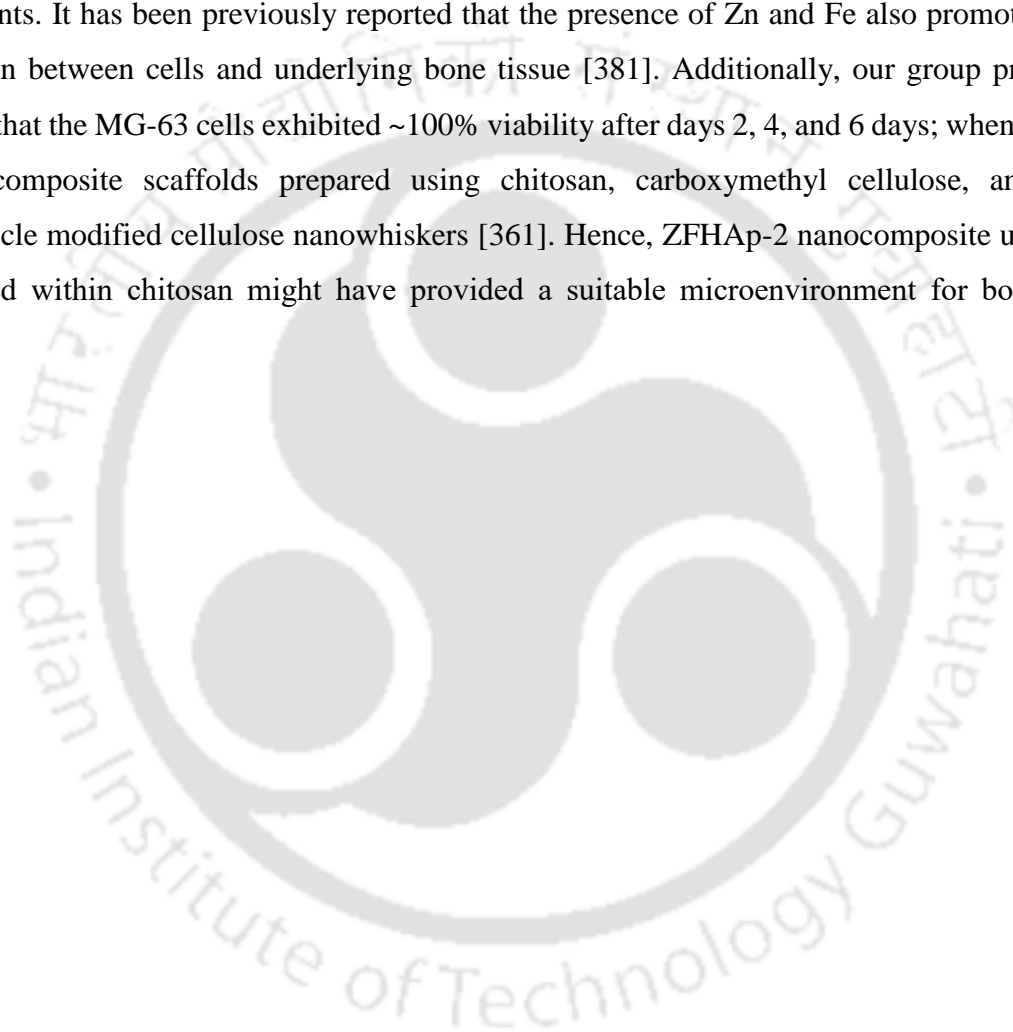 nts. It has been previously reported that the presence of Zn and Fe also promot
n between cells and underlying bone tissue [381]. Additionally, our group pr
that the MG-63 cells exhibited ~100% viability after days 2, 4, and 6 days; when
composite scaffolds prepared using chitosan, carboxymethyl cellulose, an
cle modified cellulose nanowhiskers [361]. Hence, ZFHAp-2 nanocomposite u
d within chitosan might have provided a suitable microenvironment for bo
भारतीय प्रौद्योगिकी संस्थान गुवाहाटी
Indian Institute of Technology Guwahati